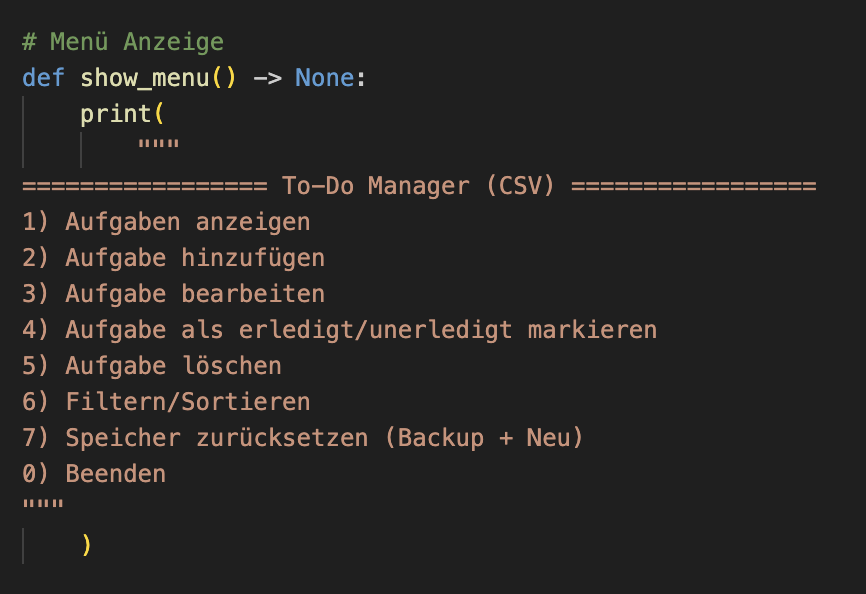 # Menü Anzeige
def show_menu() -> None:
    print(
        """
================= To-Do Manager (CSV) =================
1) Aufgaben anzeigen
2) Aufgabe hinzufügen
3) Aufgabe bearbeiten
4) Aufgabe als erledigt/unerledigt markieren
5) Aufgabe löschen
6) Filtern/Sortieren
7) Speicher zurücksetzen (Backup + Neu)
0) Beenden
"""
    )